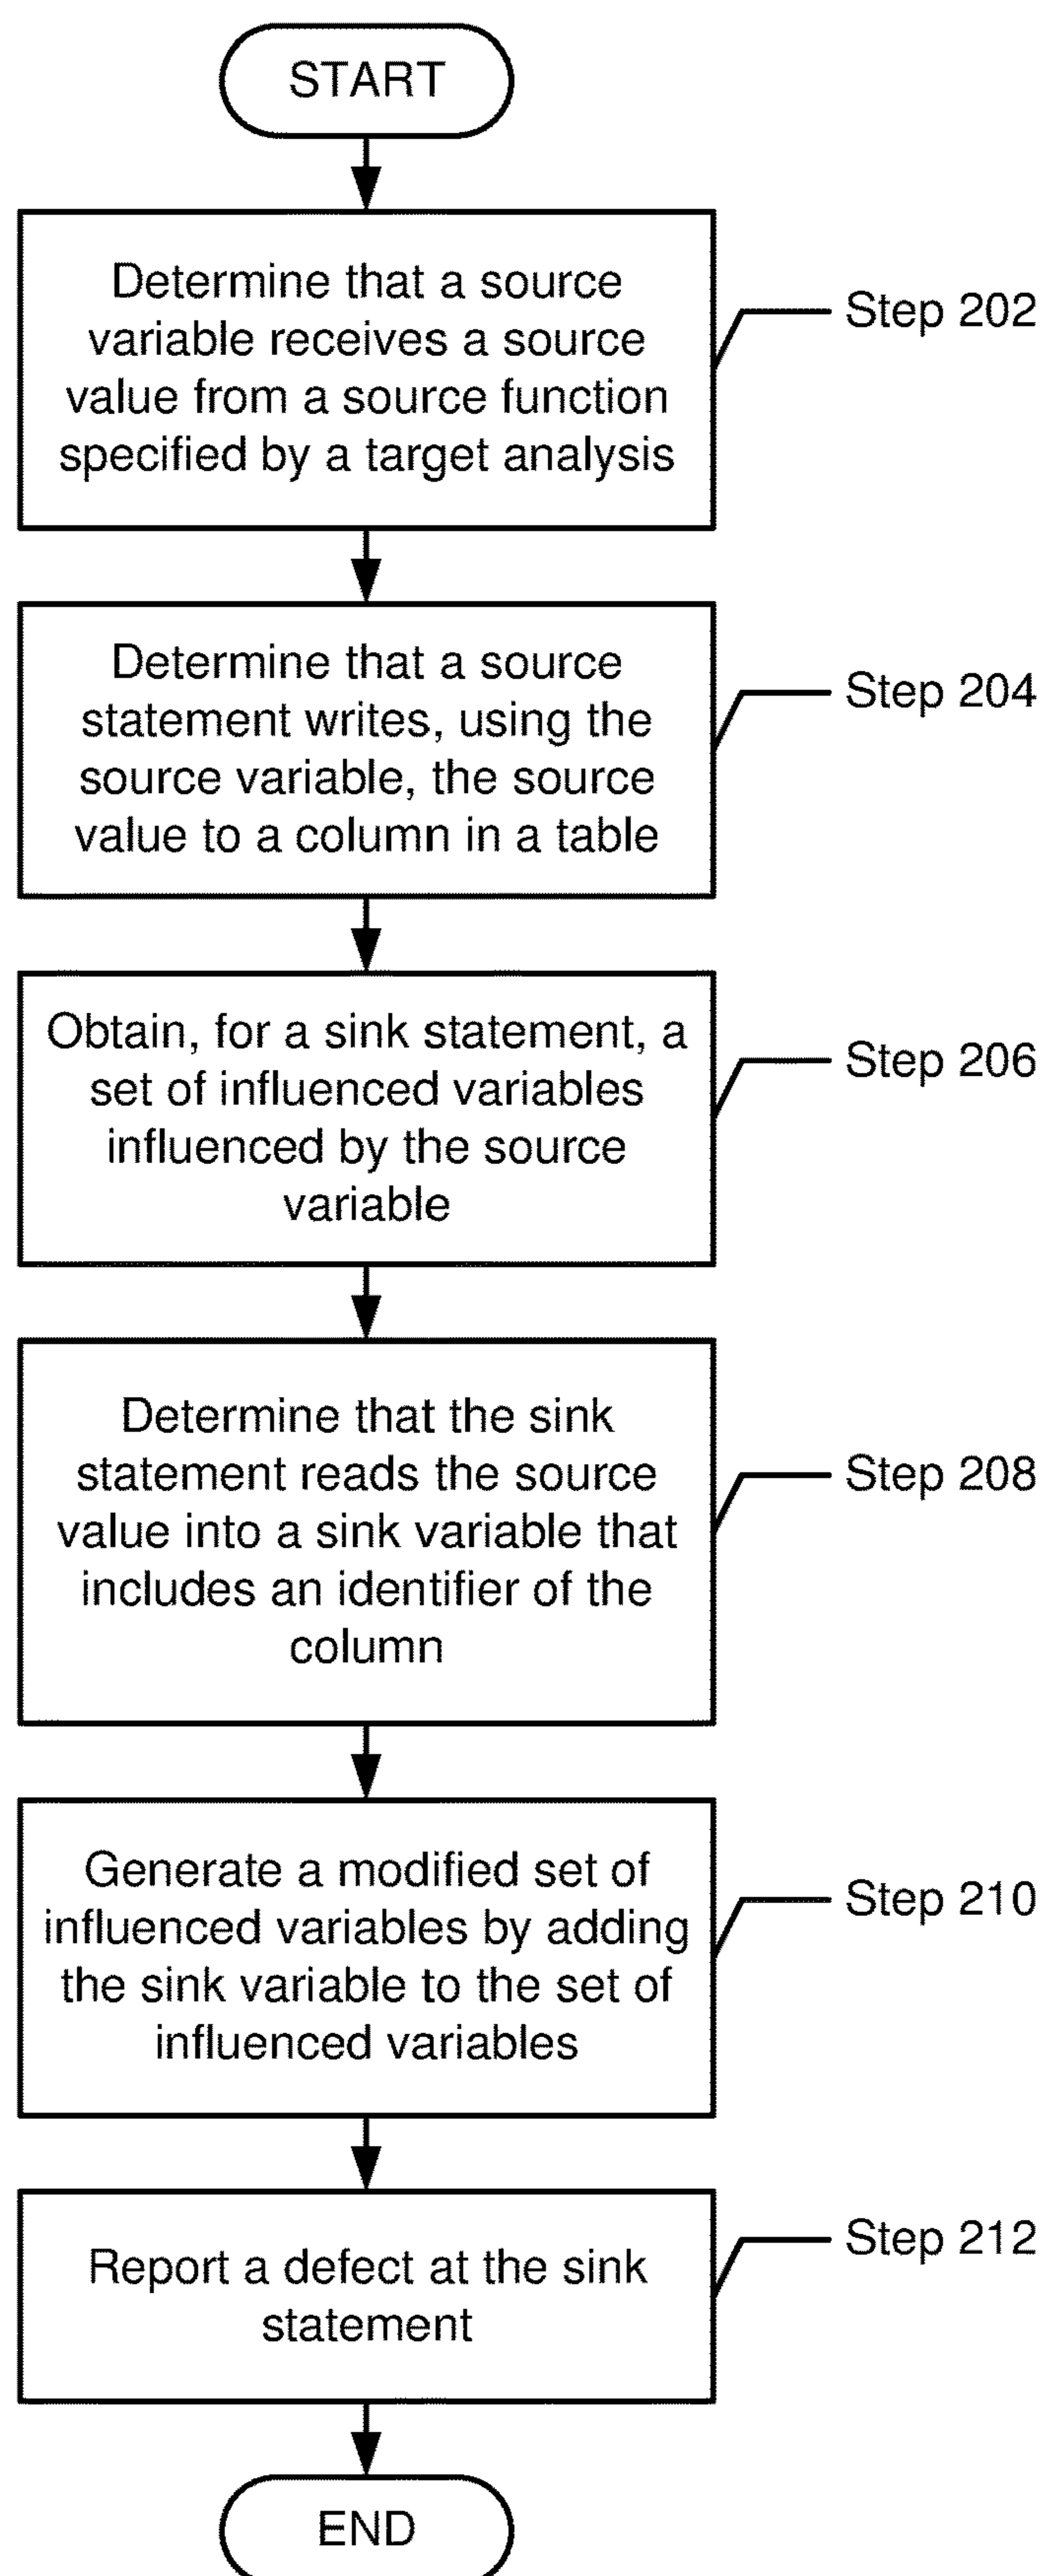 START
Determine that a source
variable receives a source
value from a source function
specified by a target analysis
Step 202
Determine that a source
statement writes, using the
source variable, the source
value to a column in a table
Step 204
Obtain, for a sink statement, a
set of influenced variables
influenced by the source
variable
Step 206
Determine that the sink
statement reads the source
value into a sink variable that
includes an identifier of the
column
Step 208
Generate a modified set of
influenced variables by adding
the sink variable to the set of
influenced variables
Step 210
Report a defect at the sink
statement
Step 212
END